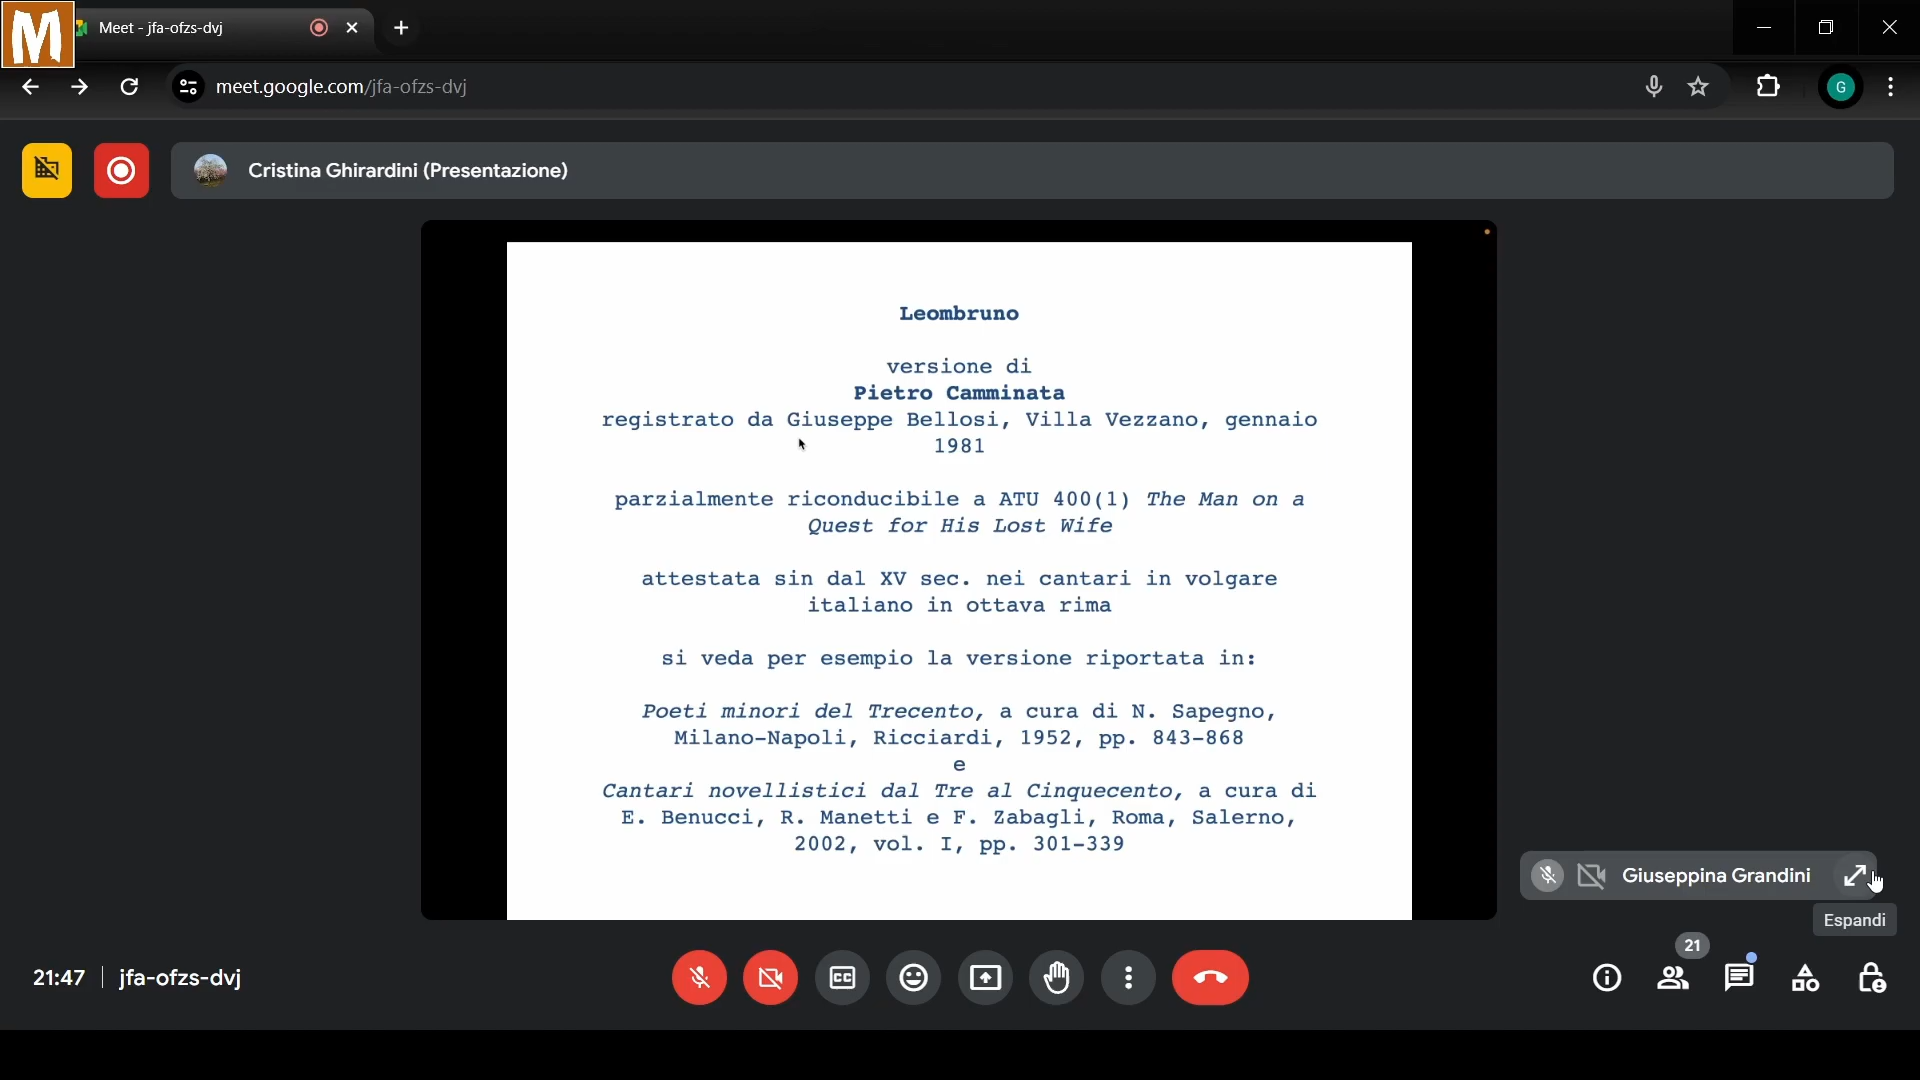 M
Meet - jfa-ofzs-dvj
meet.google.com/jfa-ofzs-dvj
G
Cristina Ghirardini (Presentazione)
Leombruno
versione di
Pietro Camminata
registrato da Giuseppe Bellosi, Villa Vezzano, gennaio
1981
parzialmente riconducibile a ATU 400(1) The Man on a
Quest for His Lost Wife
attestata sin dal XV sec. nei cantari in volgare
italiano in ottava rima
si veda per esempio la versione riportata in:
Poeti minori del Trecento, a cura di N. Sapegno,
Milano-Napoli, Ricciardi, 1952, pp. 843-868
e
Cantari novellistici dal Tre al Cinquecento, a cura di
E. Benucci, R. Manetti e F. Zabagli, Roma, Salerno,
2002, vol. I, pp. 301-339
Giuseppina Grandini
Espandi
21
21:47 | jfa-ofzs-dvj
CC